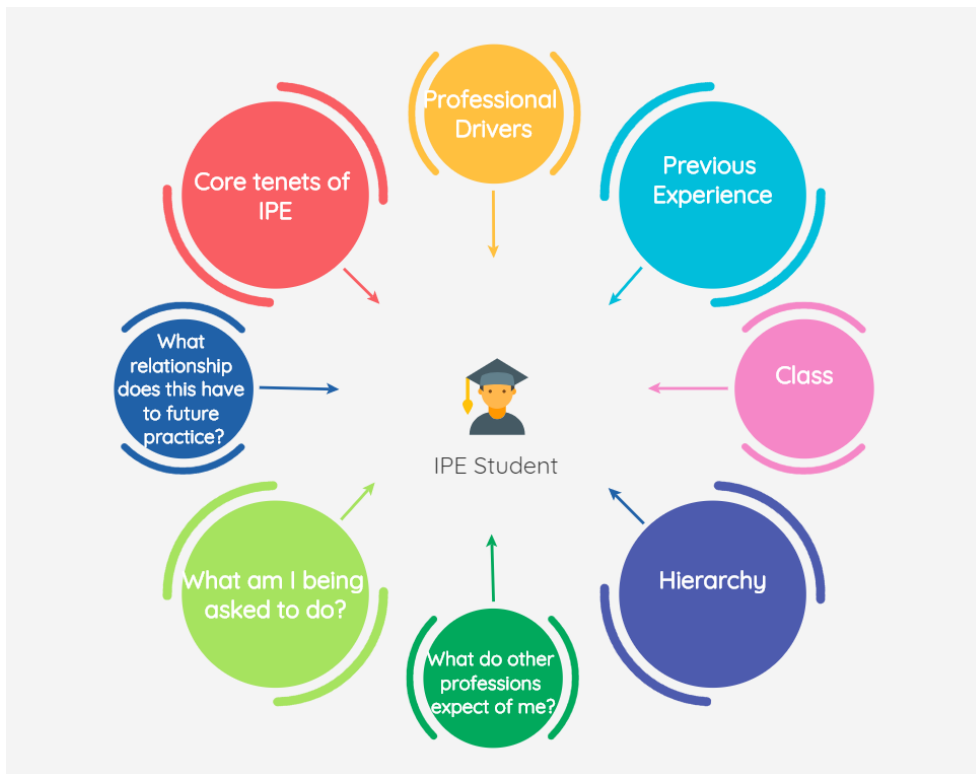 Professional
Drivers
Previous
Experience
Class
Hierarchy
What do other
professions
expect of me?
What am I being
asked to do?
What
relationship
does this have
to future
practice?
Core tenets of
IPE
IPE Student